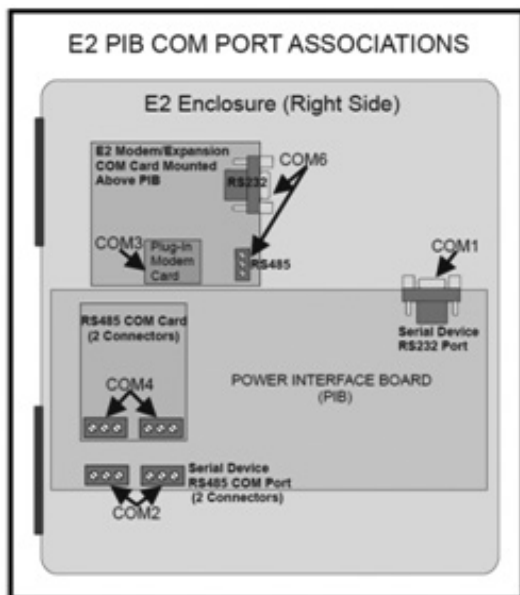 E2 PIB COM PORT ASSOCIATIONS
E2 Enclosure (Right Side)
E2 Modem/Expansion
COM Card Mounted
Above PIB
COM6
RS232
COM3
Plug-In
Modem
Card
RS485
COM1
RS485 COM Card
(2 Connectors)
Serial Device
RS232 Port
POWER INTERFACE BOARD
(PIB)
COM4
Serial Device
RS485 COM Port
(2 Connectors)
COM2